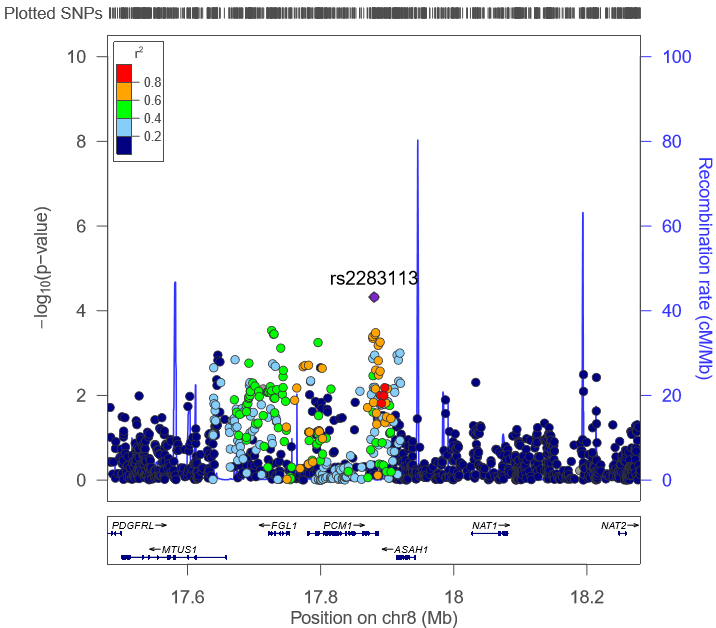 Plotted SNPs
r²
0.8
0.6
0.4
0.2
rs2283113
10
8
6
4
2
0
−log₁₀(p−value)
100
80
60
40
20
0
Recombination rate (cM/Mb)
PDGFRL→
←FGL1
PCM1→
NAT1→
NAT2→
←MTUS1
←ASAH1
17.6
17.8
18
18.2
Position on chr8 (Mb)